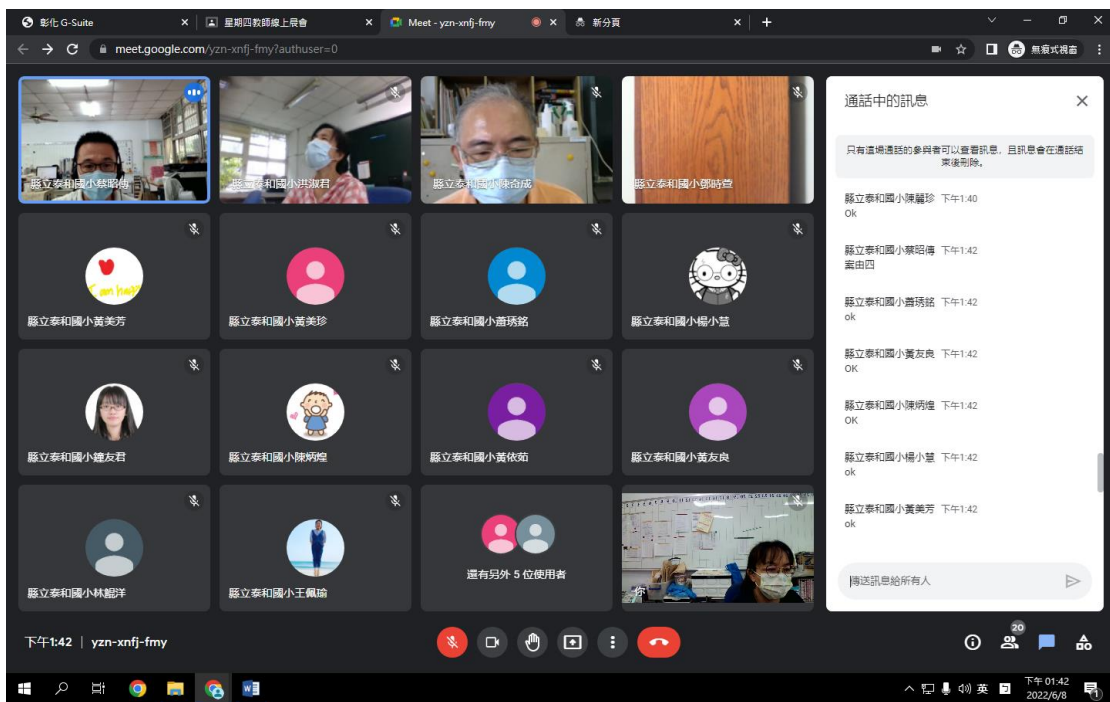 彰化 G-Suite
星期四教師線上晨會
Meet - yzn-xnfj-fmy
新分頁
meet.google.com/yzn-xnfj-fmy?authuser=0
無痕式視窗
縣立泰和國小蔡昭傳
縣立泰和國小洪淑君
縣立泰和國小陳命成
縣立泰和國小鄧時萱
I am happy
縣立泰和國小黃美芳
縣立泰和國小黃美珍
縣立泰和國小蕭琇銘
縣立泰和國小楊小慧
縣立泰和國小鐘友君
縣立泰和國小陳炳煌
縣立泰和國小黃依茹
縣立泰和國小黃友良
縣立泰和國小林錕洋
縣立泰和國小王佩瑜
還有另外 5 位使用者
你
通話中的訊息
只有這場通話的參與者可以查看訊息，且訊息會在通話結
束後刪除。
縣立泰和國小陳麗珍 下午1:40
Ok
縣立泰和國小蔡昭傳 下午1:42
案由四
縣立泰和國小蕭琇銘 下午1:42
ok
縣立泰和國小黃友良 下午1:42
OK
縣立泰和國小陳炳煌 下午1:42
OK
縣立泰和國小楊小慧 下午1:42
ok
縣立泰和國小黃美芳 下午1:42
ok
傳送訊息給所有人
下午1:42 | yzn-xnfj-fmy
20
英
下午 01:42
2022/6/8
1